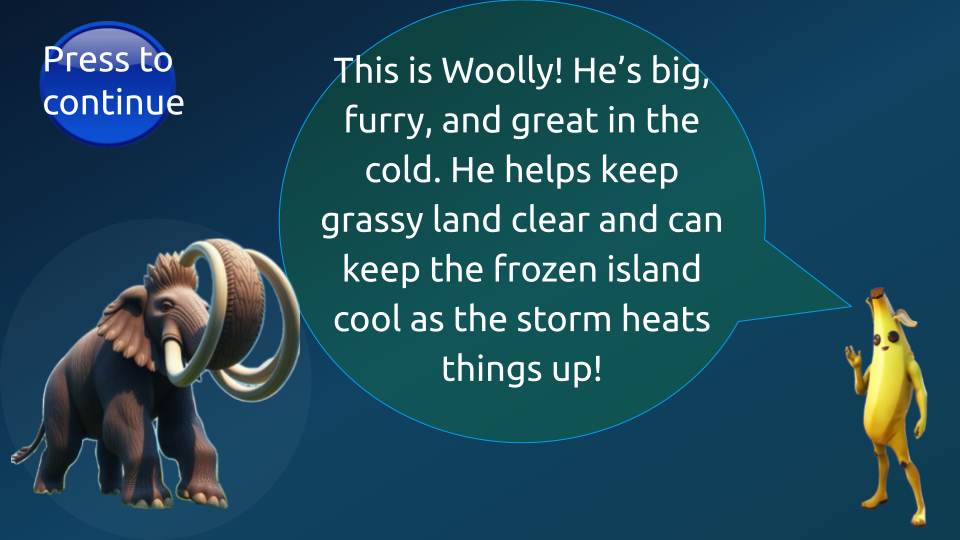 Press to
continue
This is Woolly! He’s big,
furry, and great in the
cold. He helps keep
grassy land clear and can
keep the frozen island
cool as the storm heats
things up!